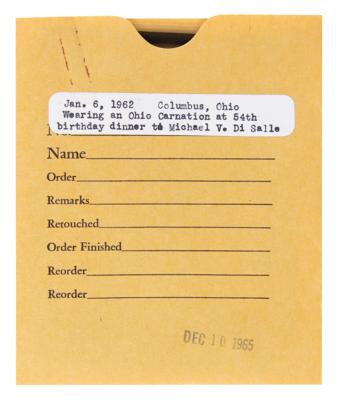 Jan. 6, 1962 Columbus, Ohio
Wearing an Ohio Carnation at 54th
birthday dinner to Michael V. Di Salle
Name
Order
Remarks
Retouched
Order Finished
Reorder
Reorder
DEC 10 1965